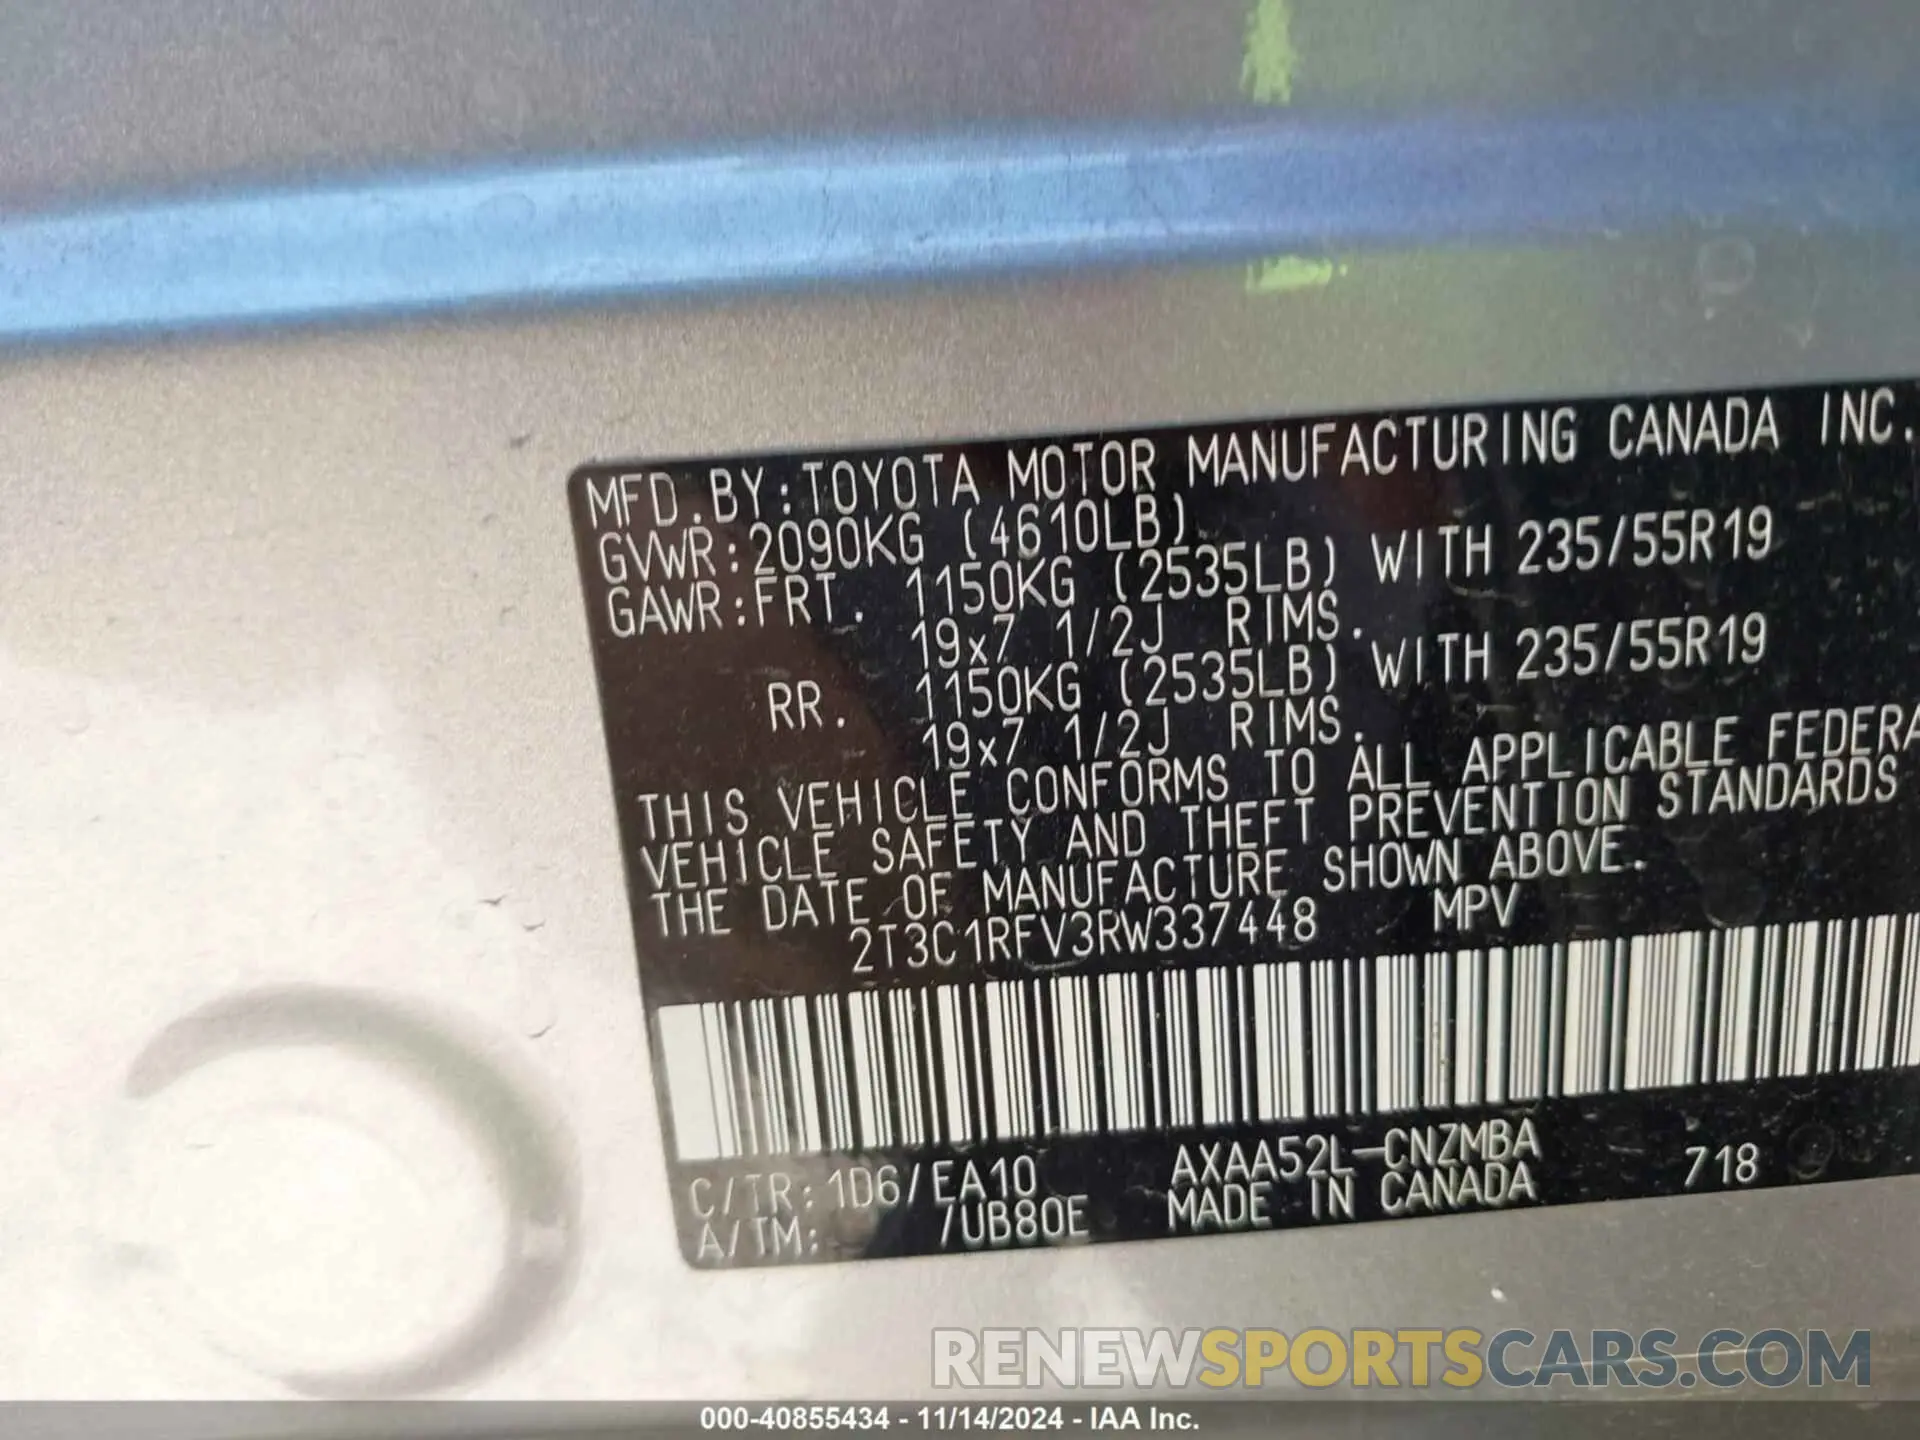 MFD.BY:TOYOTA MOTOR MANUFACTURING CANADA INC.
GVWR:2090KG (4610LB)
GAWR:FRT. 1150KG (2535LB) WITH 235/55R19
19x7 1/2J RIMS.
RR. 1150KG (2535LB) WITH 235/55R19
19x7 1/2J RIMS.
THIS VEHICLE CONFORMS TO ALL APPLICABLE FEDERA
VEHICLE SAFETY AND THEFT PREVENTION STANDARDS
THE DATE OF MANUFACTURE SHOWN ABOVE.
2T3C1RFV3RW337448 MPV
C/TR:1D6/EA10 AXAA52L-CNZMBA 718
A/TM: /UB80E MADE IN CANADA
RENEWSPORTSCARS.COM
000-40855434 - 11/14/2024 - IAA Inc.